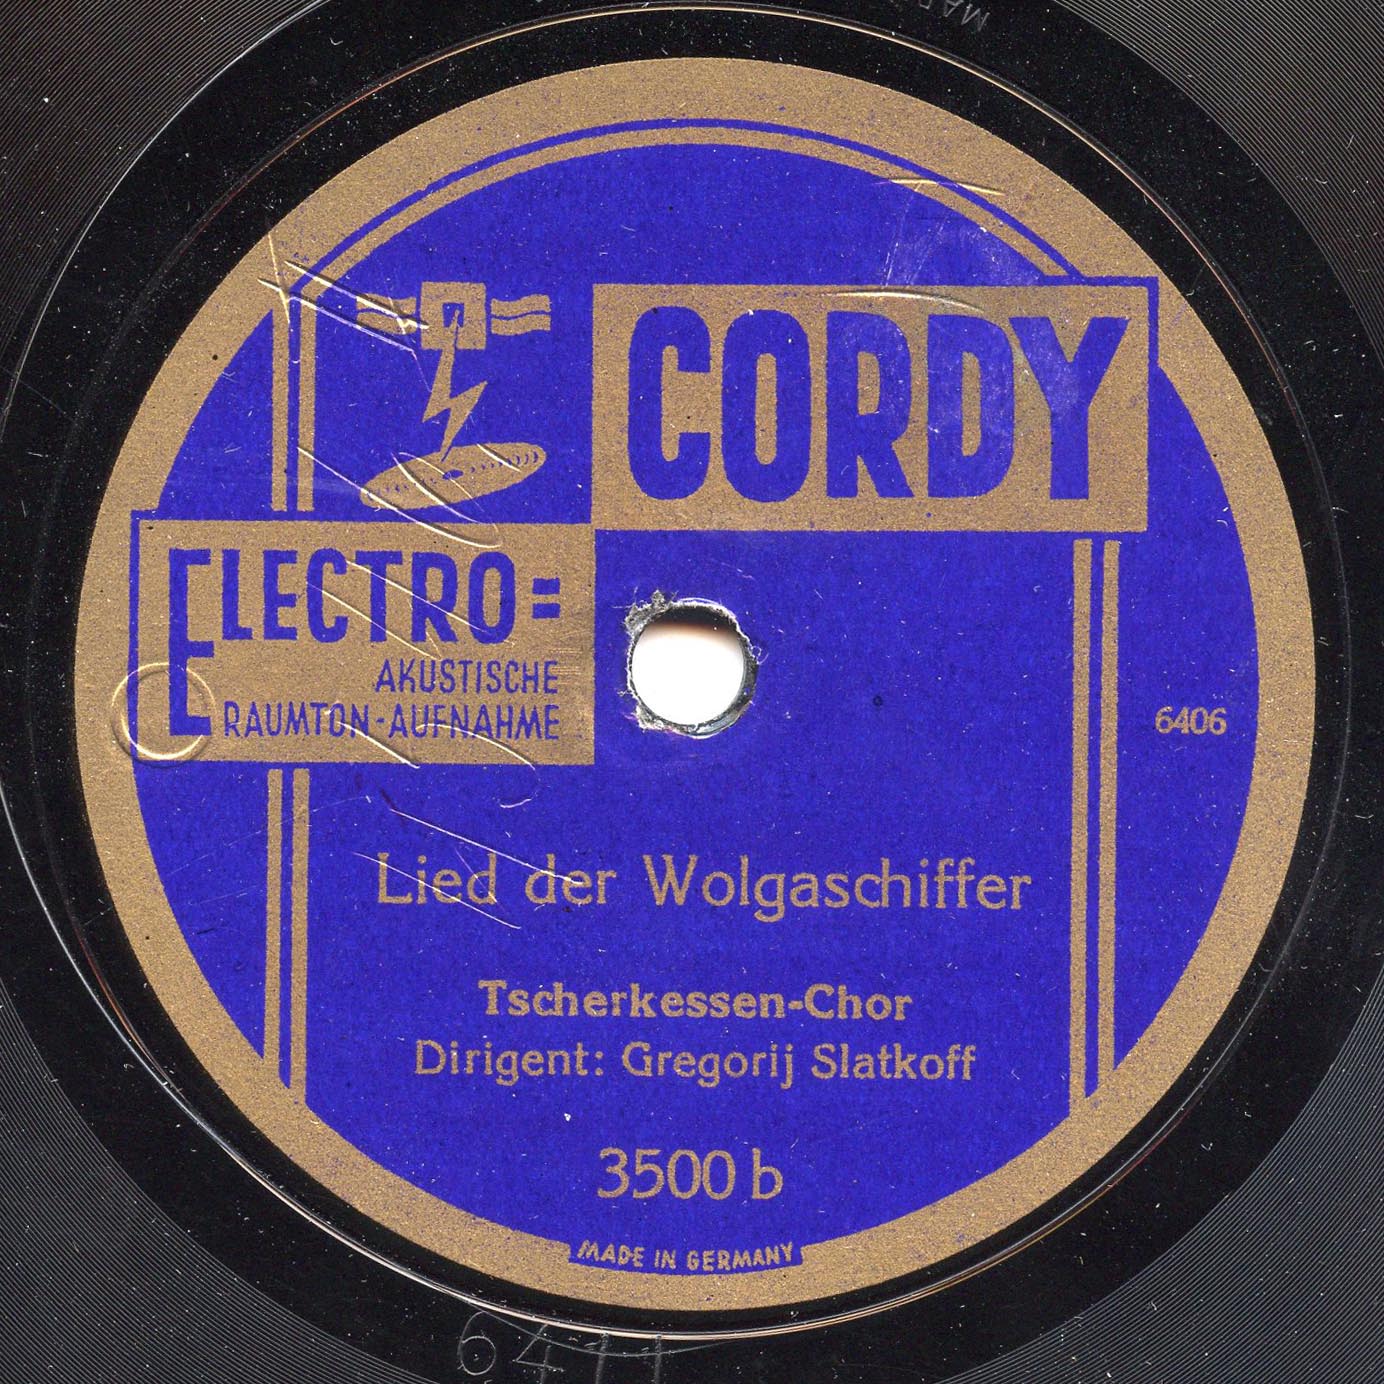 CORDY
ELECTRO=
AKUSTISCHE
RAUMTON-AUFNAHME
6406
Lied der Wolgaschiffer
Tscherkessen-Chor
Dirigent: Gregorij Slatkoff
3500 b
MADE IN GERMANY
6411